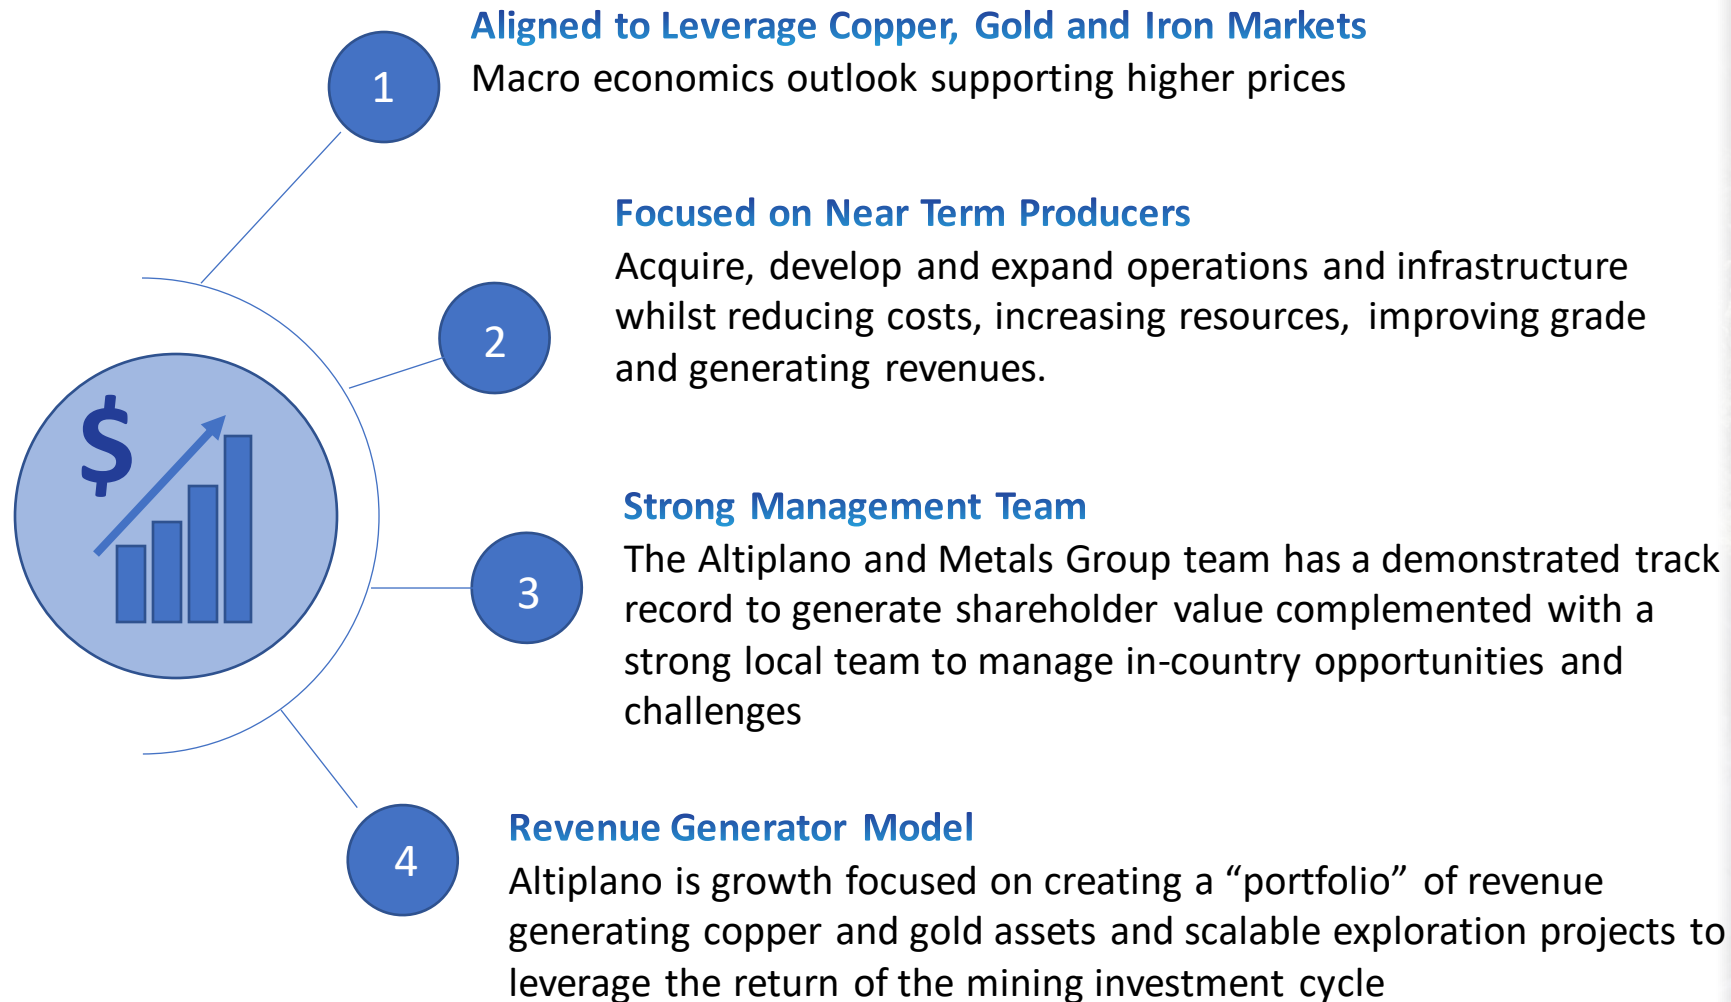 Aligned to Leverage Copper, Gold and Iron Markets
1
Macro economics outlook supporting higher prices
Focused on Near Term Producers
Acquire, develop and expand operations and infrastructure
2
whilst reducing costs, increasing resources, improving grade
and generating revenues.
$
Strong Management Team
The Altiplano and Metals Group team has a demonstrated track
3
record to generate shareholder value complemented with a
strong local team to manage in-country opportunities and
challenges
Revenue Generator Model
4
Altiplano is growth focused on creating a “portfolio” of revenue
generating copper and gold assets and scalable exploration projects to
leverage the return of the mining investment cycle